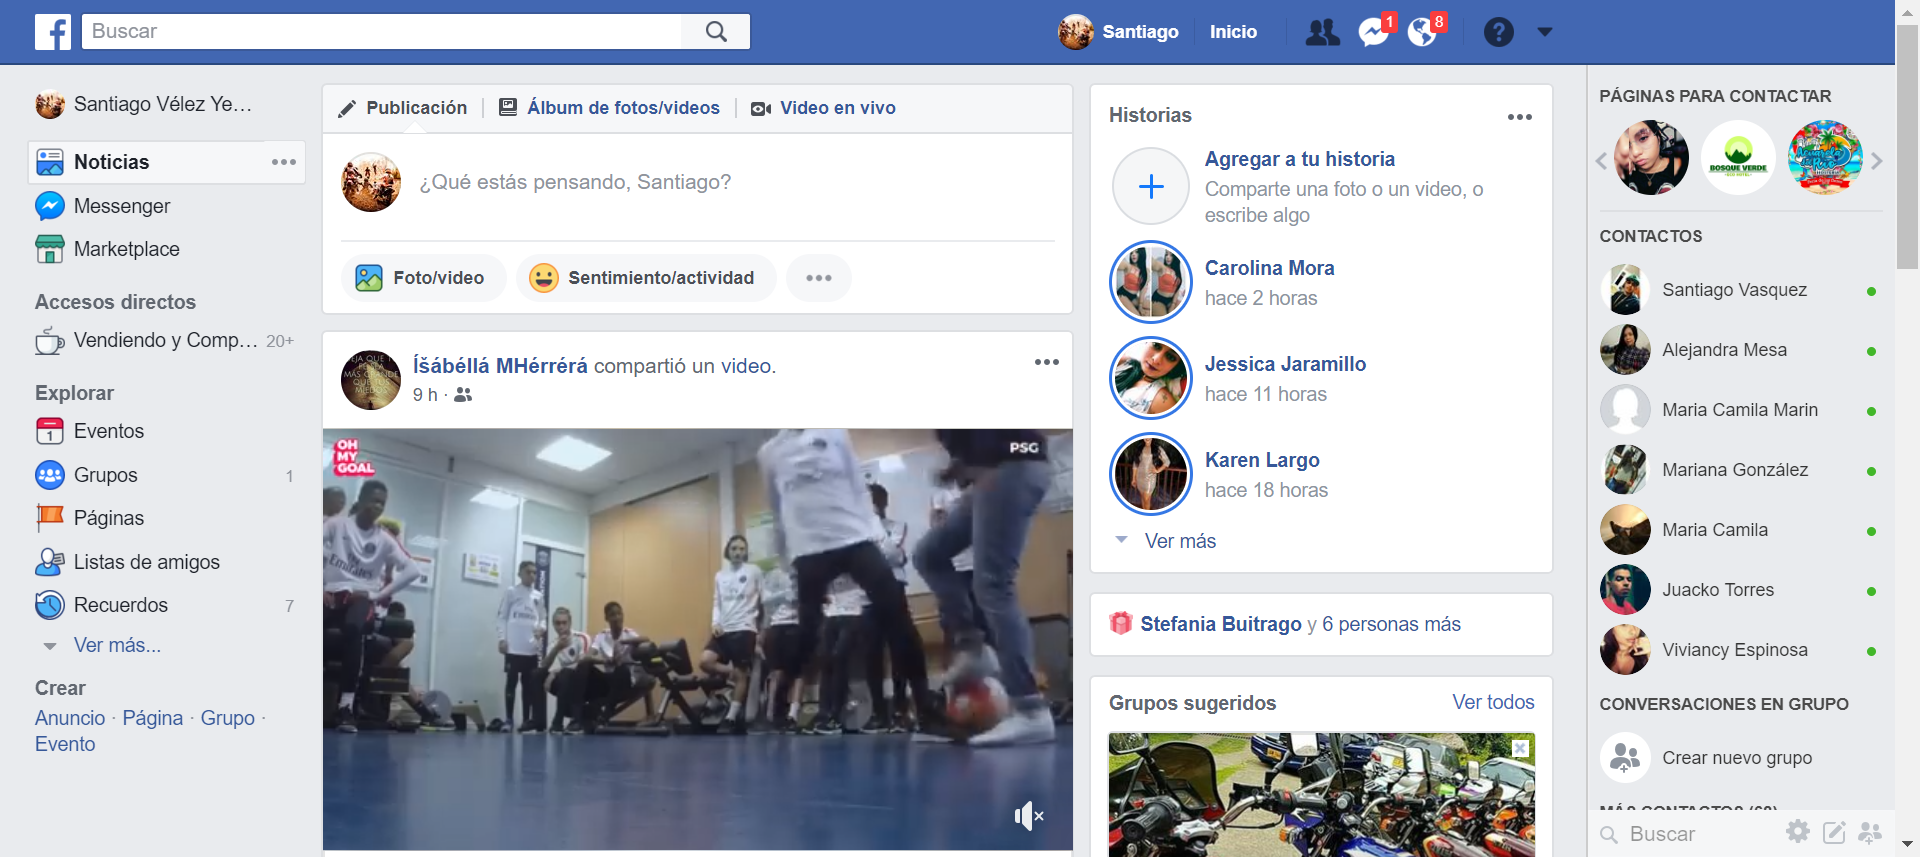 Buscar
Santiago
Inicio
1
8
Santiago Vélez Ye...
Noticias
Messenger
Marketplace
Accesos directos
Vendiendo y Comp... 20+
Explorar
1
Eventos
Grupos 1
Páginas
Listas de amigos
Recuerdos 7
Ver más...
Crear
Anuncio · Página · Grupo ·
Evento
Publicación
Álbum de fotos/videos
Video en vivo
¿Qué estás pensando, Santiago?
Foto/video
Sentimiento/actividad
Íšábéllá MHérrérá compartió un video.
9 h ·
OH
MY
GOAL
PSG
Historias
Agregar a tu historia
Comparte una foto o un video, o
escribe algo
Carolina Mora
hace 2 horas
Jessica Jaramillo
hace 11 horas
Karen Largo
hace 18 horas
Ver más
Stefania Buitrago y 6 personas más
Grupos sugeridos
Ver todos
PÁGINAS PARA CONTACTAR
BOSQUE VERDE
CONTACTOS
Santiago Vasquez
Alejandra Mesa
Maria Camila Marin
Mariana González
Maria Camila
Juacko Torres
Viviancy Espinosa
CONVERSACIONES EN GRUPO
Crear nuevo grupo
MÁS CONTACTOS (68)
Buscar